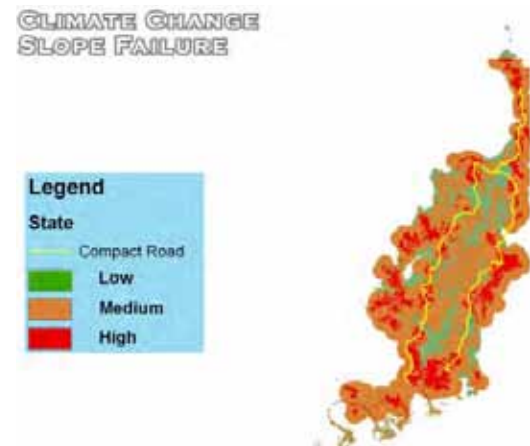 CLIMATE CHANGE
SLOPE FAILURE
Legend
State
Compact Road
Low
Medium
High